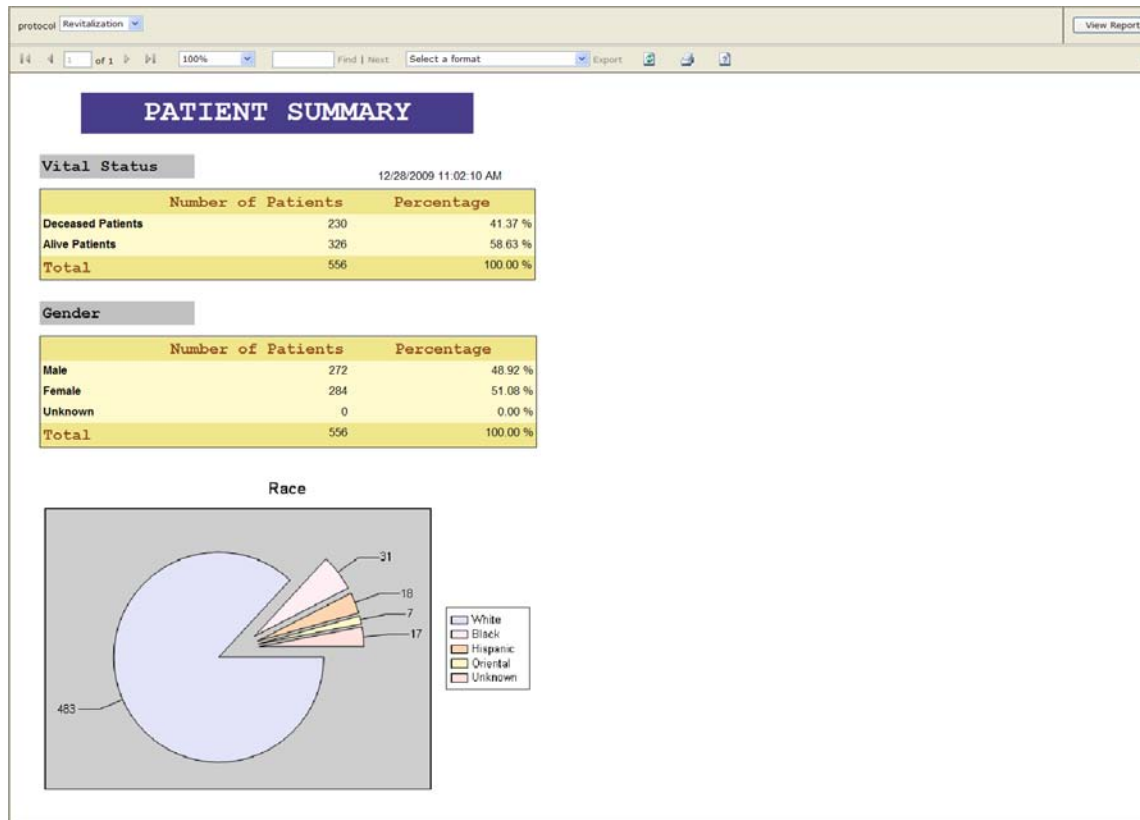 protocol Revitalization View Report
1 of 1 100% Find | Next Select a format Export
PATIENT SUMMARY
Vital Status
12/28/2009 11:02:10 AM
Number of Patients Percentage
Deceased Patients 230 41.37 %
Alive Patients 326 58.63 %
Total 556 100.00 %
Gender
Number of Patients Percentage
Male 272 48.92 %
Female 284 51.08 %
Unknown 0 0.00 %
Total 556 100.00 %
Race
31
18
7
17
483
White
Black
Hispanic
Oriental
Unknown